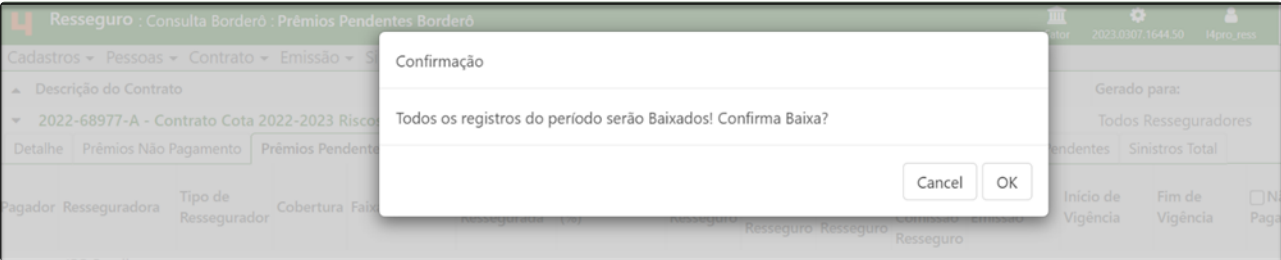 Resseguro : Consulta Borderô : Prêmios Pendentes Borderô
2023.0307.1644.50 l4pro_ress
Cadastros Pessoas Contrato Emissão
Confirmação
Descrição do Contrato Gerado para:
Todos os registros do período serão Baixados! Confirma Baixa?
2022-68977-A - Contrato Cota 2022-2023 Todos Resseguradores
Detalhe Prêmios Não Pagamento Prêmios Pendente Sinistros Total
Cancel OK
Pagador Resseguradora Tipo de Ressegurador Cobertura Início de Vigência Fim de Vigência
(%)
Resseguro Resseguro
Comissão Emissão
Resseguro